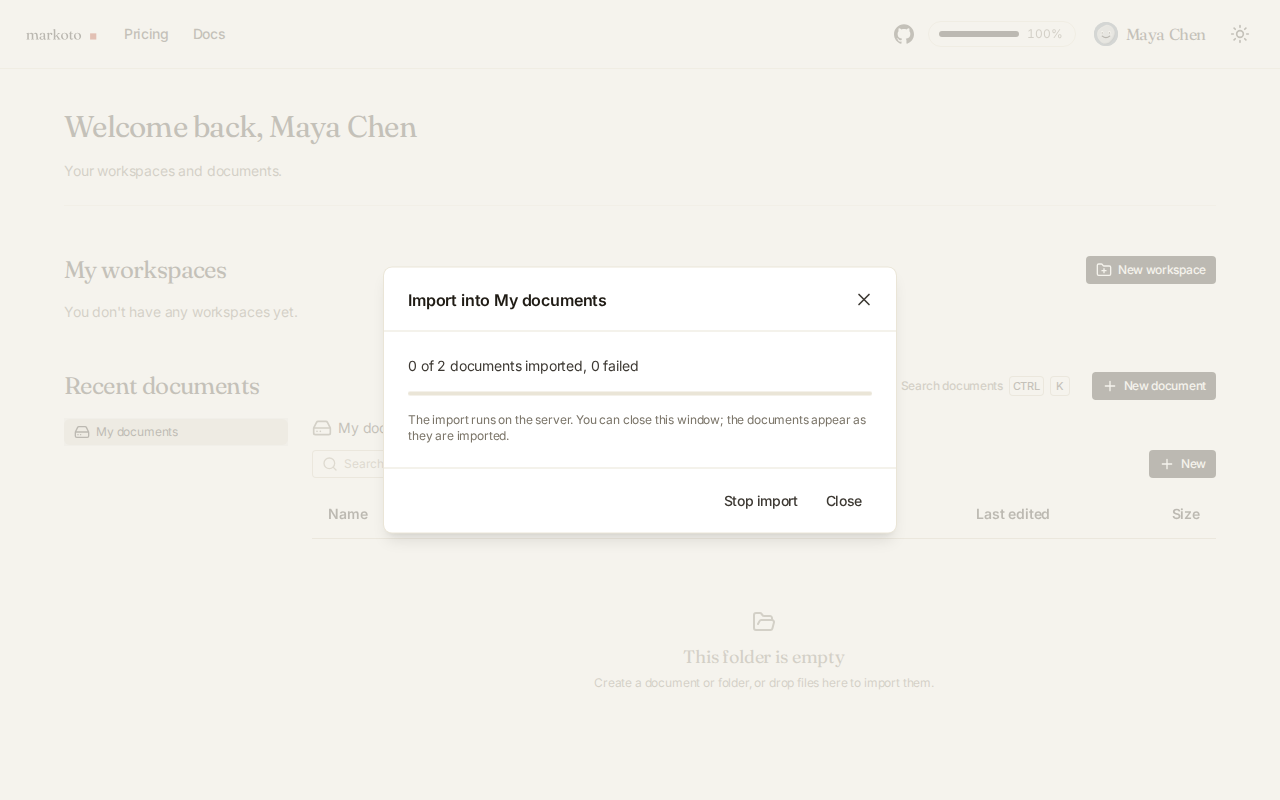 markoto
Pricing
Docs
100%
Maya Chen
Welcome back, Maya Chen
Your workspaces and documents.
My workspaces
New workspace
You don't have any workspaces yet.
Recent documents
Search documents CTRL K
New document
My documents
My doc
Search
New
Name
Last edited
Size
This folder is empty
Create a document or folder, or drop files here to import them.
Import into My documents
0 of 2 documents imported, 0 failed
The import runs on the server. You can close this window; the documents appear as
they are imported.
Stop import
Close